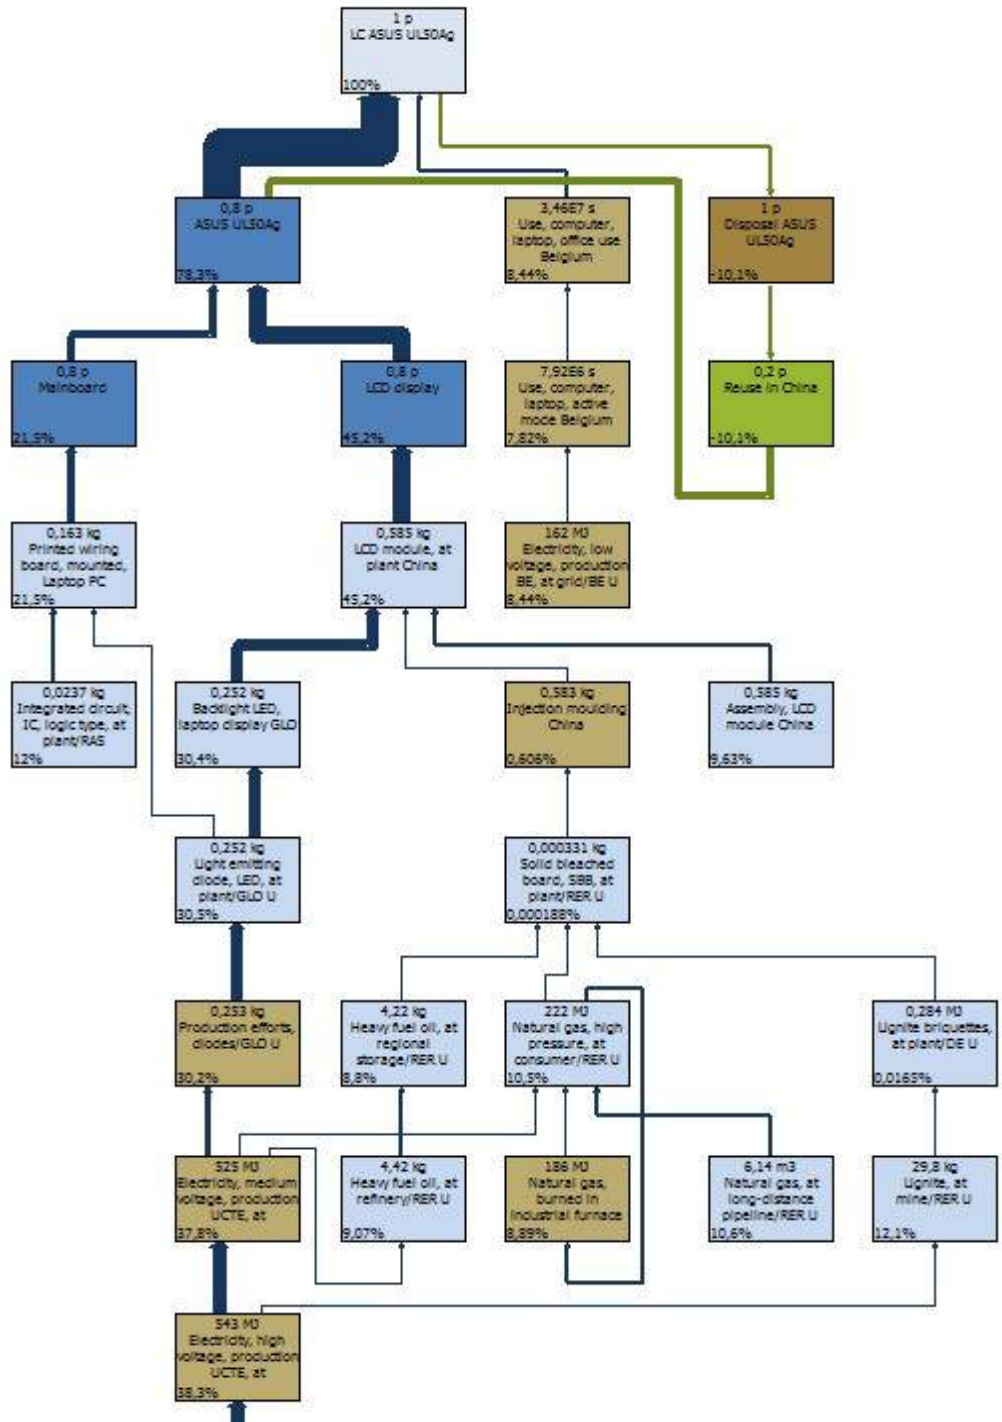 1 p
LC ASUS UL50Ag
100%
0,8 p
ASUS UL50Ag
78,3%
3,46E7 s
Use, computer,
laptop, office use
Belgium
8,44%
1 p
Disposal ASUS
UL50Ag
-10,1%
0,8 p
Mainboard
21,5%
0,8 p
LCD display
45,2%
7,92E6 s
Use, computer,
laptop, active
mode Belgium
7,82%
0,2 p
Reuse in China
-10,1%
0,163 kg
Printed wiring
board, mounted,
Laptop PC
21,5%
0,585 kg
LCD module, at
plant China
45,2%
162 MJ
Electricity, low
voltage, production
BE, at grid/BE U
8,44%
0,0237 kg
Integrated circuit,
IC, logic type, at
plant/RAS
12%
0,252 kg
Backlight LED,
laptop display GLO
30,4%
0,583 kg
Injection moulding
China
0,606%
0,585 kg
Assembly, LCD
module China
9,63%
0,252 kg
Light emitting
diode, LED, at
plant/GLO U
30,5%
0,000331 kg
Solid bleached
board, SBB, at
plant/RER U
0,000188%
0,253 kg
Production efforts,
diodes/GLO U
30,2%
4,22 kg
Heavy fuel oil, at
regional
storage/RER U
8,8%
222 MJ
Natural gas, high
pressure, at
consumer/RER U
10,5%
0,284 MJ
Lignite briquettes,
at plant/DE U
0,0165%
525 MJ
Electricity, medium
voltage, production
UCTE, at
37,8%
4,42 kg
Heavy fuel oil, at
refinery/RER U
9,07%
186 MJ
Natural gas,
burned in
industrial furnace
8,89%
6,14 m3
Natural gas, at
long-distance
pipeline/RER U
10,6%
29,8 kg
Lignite, at
mine/RER U
12,1%
543 MJ
Electricity, high
voltage, production
UCTE, at
38,3%